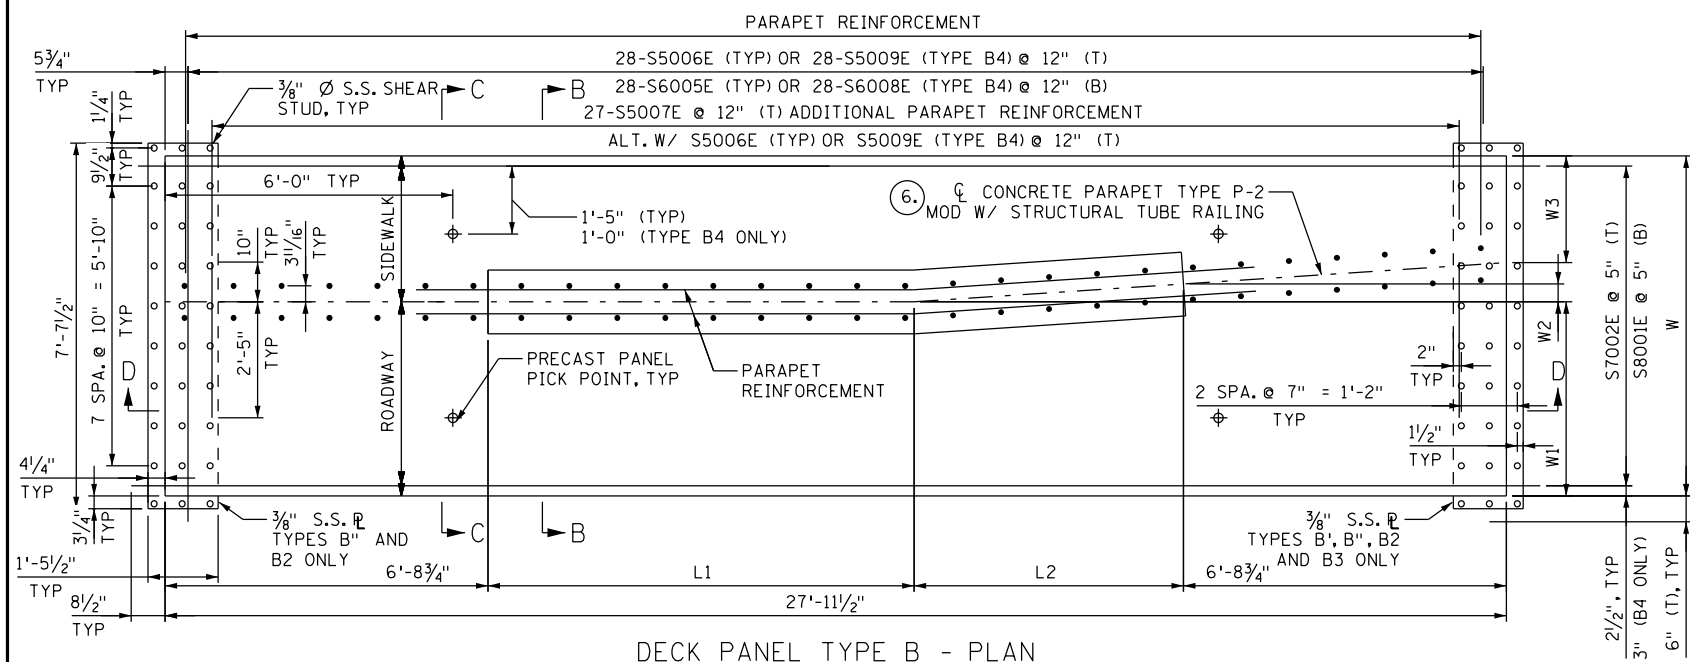 PARAPET REINFORCEMENT
5¾"
TYP
28-S5006E (TYP) OR 28-S5009E (TYPE B4) @ 12" (T)
28-S6005E (TYP) OR 28-S6008E (TYPE B4) @ 12" (B)
27-S5007E @ 12" (T) ADDITIONAL PARAPET REINFORCEMENT
ALT. W/ S5006E (TYP) OR S5009E (TYPE B4) @ 12" (T)
⅜" Ø S.S. SHEAR
STUD, TYP
C
B
1¼"
TYP
9½"
TYP
6'-0" TYP
1'-5" (TYP)
1'-0" (TYPE B4 ONLY)
6.
℄ CONCRETE PARAPET TYPE P-2
MOD W/ STRUCTURAL TUBE RAILING
SIDEWALK
10"
TYP
3 11/16"
TYP
7'-7½"
7 SPA. @ 10" = 5'-10"
TYP
D
2'-5"
TYP
ROADWAY
PRECAST PANEL
PICK POINT, TYP
PARAPET
REINFORCEMENT
W3
W2
W1
2"
TYP
D
2 SPA. @ 7" = 1'-2"
TYP
1½"
TYP
S7002E @ 5" (T)
S8001E @ 5" (B)
W
4¼"
TYP
3¼"
TYP
⅜" S.S. ℄
TYPES B" AND
B2 ONLY
C
B
⅜" S.S. ℄
TYPES B', B", B2
AND B3 ONLY
1'-5½"
TYP
6'-8¾"
L1
L2
6'-8¾"
8½"
TYP
27'-11½"
2½", TYP
3" (B4 ONLY)
6" (T), TYP
DECK PANEL TYPE B - PLAN